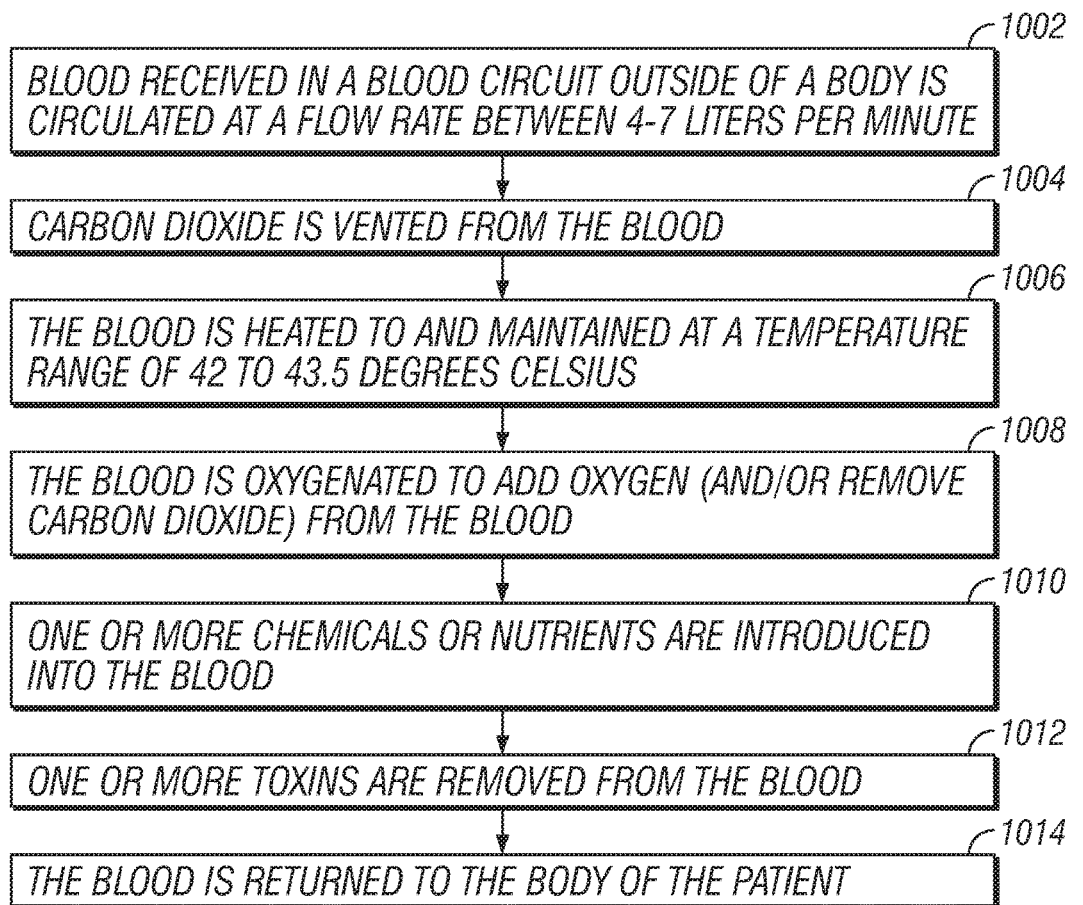 1002
BLOOD RECEIVED IN A BLOOD CIRCUIT OUTSIDE OF A BODY IS
CIRCULATED AT A FLOW RATE BETWEEN 4-7 LITERS PER MINUTE
1004
CARBON DIOXIDE IS VENTED FROM THE BLOOD
1006
THE BLOOD IS HEATED TO AND MAINTAINED AT A TEMPERATURE
RANGE OF 42 TO 43.5 DEGREES CELSIUS
1008
THE BLOOD IS OXYGENATED TO ADD OXYGEN (AND/OR REMOVE
CARBON DIOXIDE) FROM THE BLOOD
1010
ONE OR MORE CHEMICALS OR NUTRIENTS ARE INTRODUCED
INTO THE BLOOD
1012
ONE OR MORE TOXINS ARE REMOVED FROM THE BLOOD
1014
THE BLOOD IS RETURNED TO THE BODY OF THE PATIENT